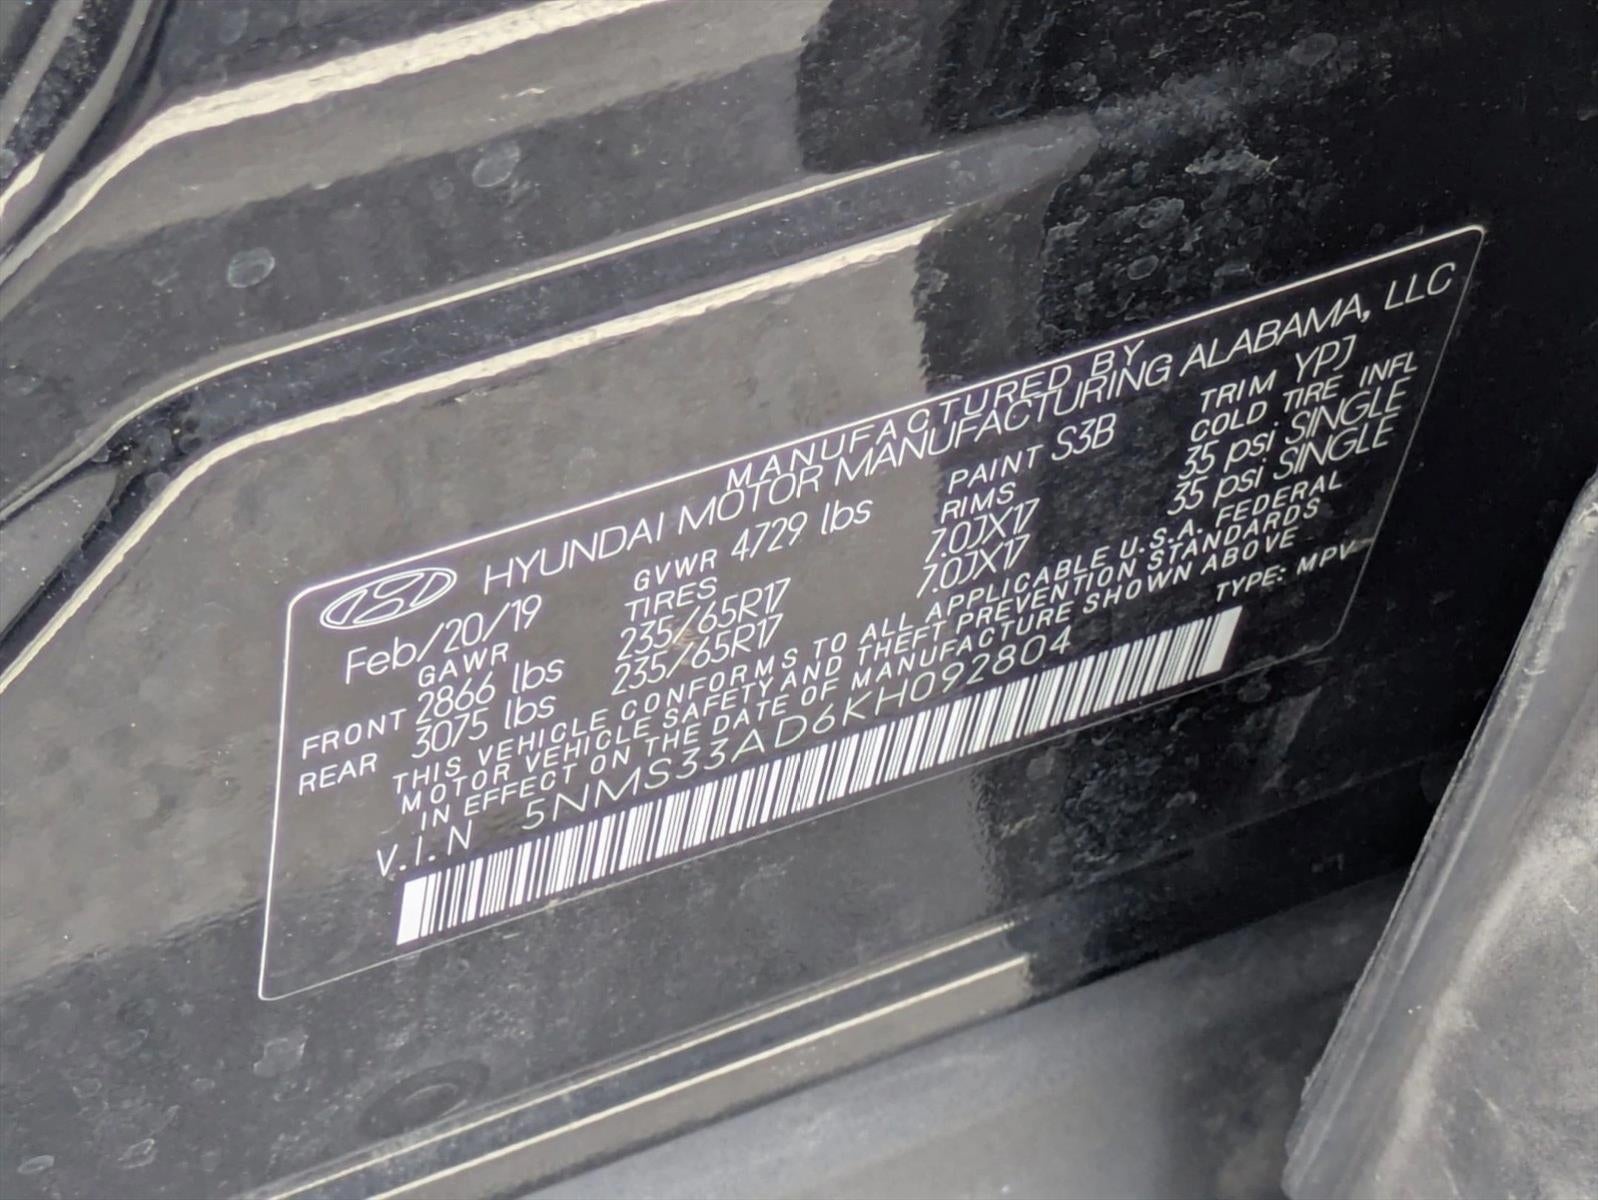 MANUFACTURED BY
HYUNDAI MOTOR MANUFACTURING ALABAMA, LLC
Feb/20/19 GVWR 4729 lbs PAINT S3B TRIM YPJ
GAWR TIRES RIMS COLD TIRE INFL
FRONT 2866 lbs 235/65R17 7.0JX17 35 psi SINGLE
REAR 3075 lbs 235/65R17 7.0JX17 35 psi SINGLE
THIS VEHICLE CONFORMS TO ALL APPLICABLE U.S.A. FEDERAL
MOTOR VEHICLE SAFETY AND THEFT PREVENTION STANDARDS
IN EFFECT ON THE DATE OF MANUFACTURE SHOWN ABOVE
V.I.N 5NMS33AD6KH092804 TYPE: MPV